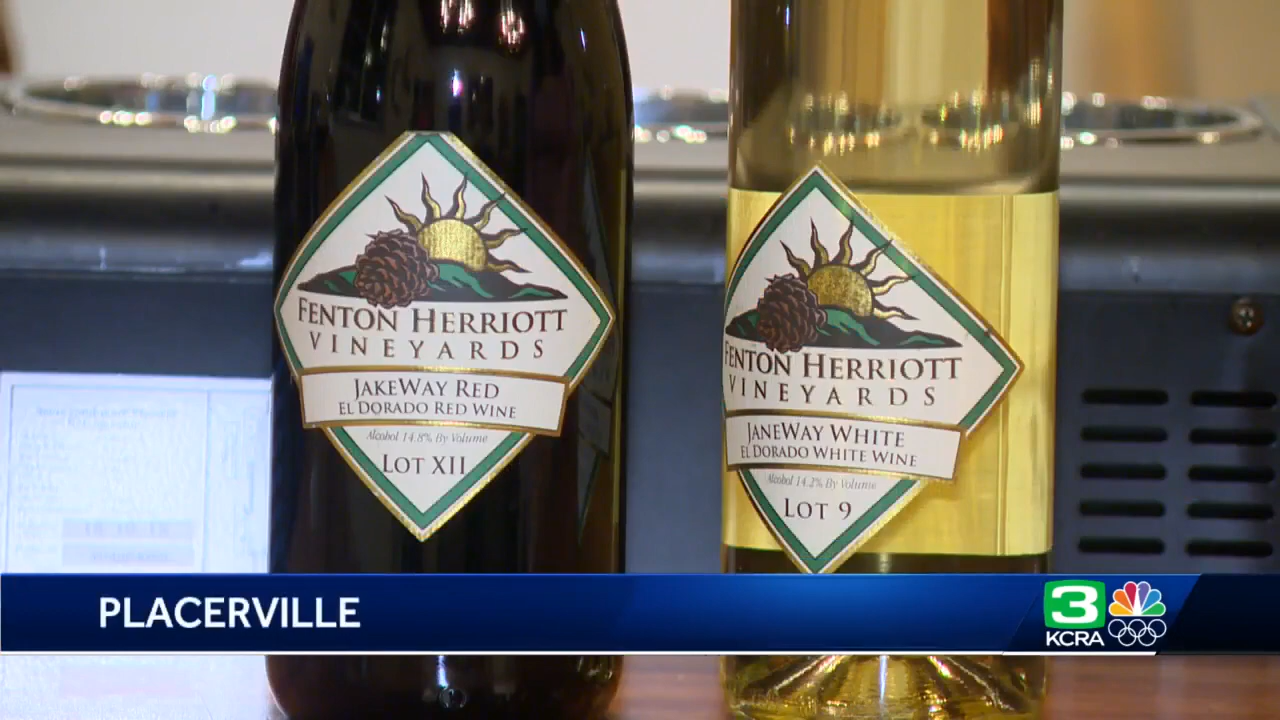 FENTON HERRIOTT
VINEYARDS
JAKEWAY RED
EL DORADO RED WINE
Alcohol 14.8% By Volume
LOT XII
FENTON HERRIOTT
VINEYARDS
JANEWAY WHITE
EL DORADO WHITE WINE
Alcohol 14.2% By Volume
LOT 9
PLACERVILLE
3
KCRA